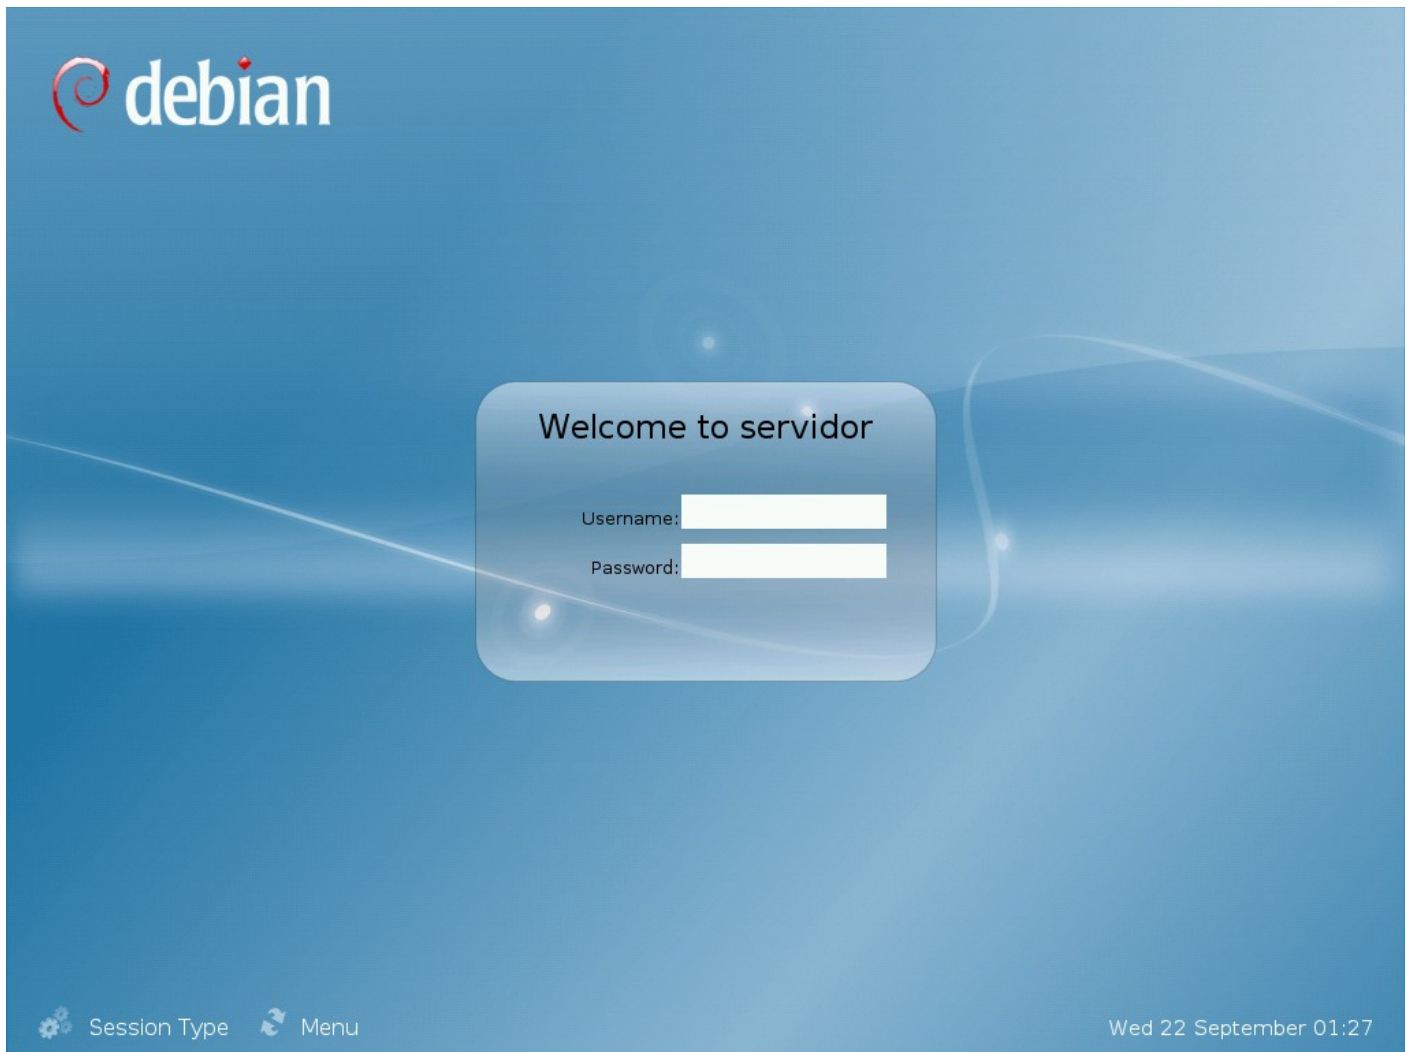 debian
Welcome to servidor
Username:
Password:
Session Type
Menu
Wed 22 September 01:27